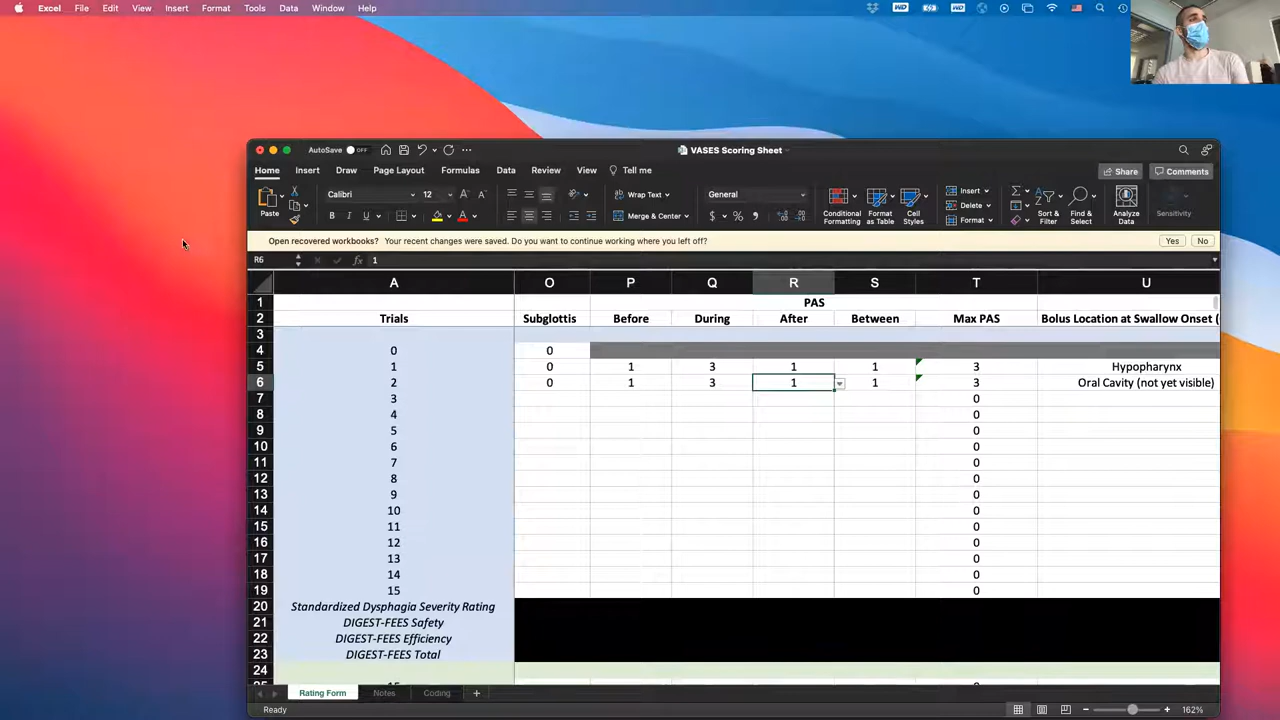 Excel File Edit View Insert Format Tools Data Window Help
AutoSave OFF VASES Scoring Sheet
Home Insert Draw Page Layout Formulas Data Review View Tell me Share Comments
Paste Calibri 12 Wrap Text General Insert
Conditional Formatting Format as Table Cell Styles Delete Sort & Filter Find & Select Analyze Data Sensitivity
B I U Merge & Center $ % Format
Open recovered workbooks? Your recent changes were saved. Do you want to continue working where you left off? Yes No
R6 fx 1
A O P Q R S T U
1 PAS
2 Trials Subglottis Before During After Between Max PAS Bolus Location at Swallow Onset (
3
4 0 0
5 1 0 1 3 1 1 3 Hypopharynx
6 2 0 1 3 1 1 3 Oral Cavity (not yet visible)
7 3 0
8 4 0
9 5 0
10 6 0
11 7 0
12 8 0
13 9 0
14 10 0
15 11 0
16 12 0
17 13 0
18 14 0
19 15 0
20 Standardized Dysphagia Severity Rating
21 DIGEST-FEES Safety
22 DIGEST-FEES Efficiency
23 DIGEST-FEES Total
24
Rating Form Notes Coding +
Ready 162%